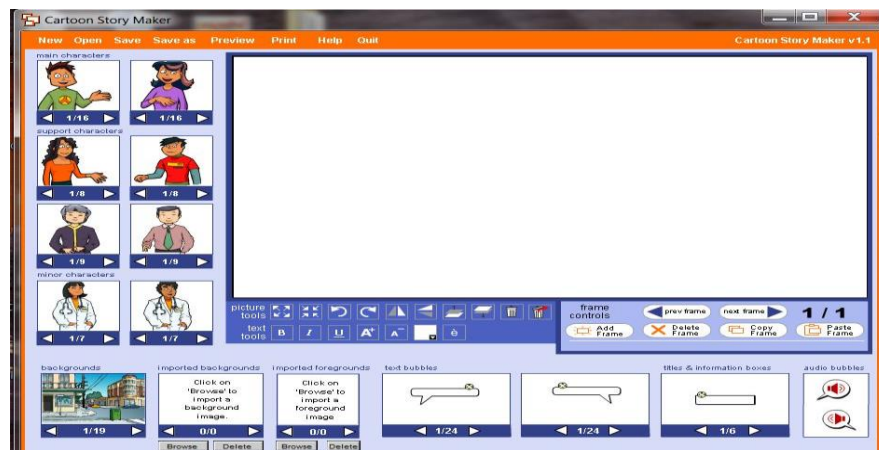 Cartoon Story Maker
New Open Save Save as Preview Print Help Quit Cartoon Story Maker v1.1
main characters
1/16 1/16
support characters
1/8 1/8
1/9 1/9
minor characters
1/7 1/7
picture tools
text tools B I U A+ A- è
frame controls prev frame next frame 1 / 1
Add Frame Delete Frame Copy Frame Paste Frame
backgrounds imported backgrounds imported foregrounds text bubbles titles & information boxes audio bubbles
Click on 'Browse' to import a background image.
Click on 'Browse' to import a foreground image
1/19 0/0 0/0 1/24 1/24 1/6
Browse Delete Browse Delete